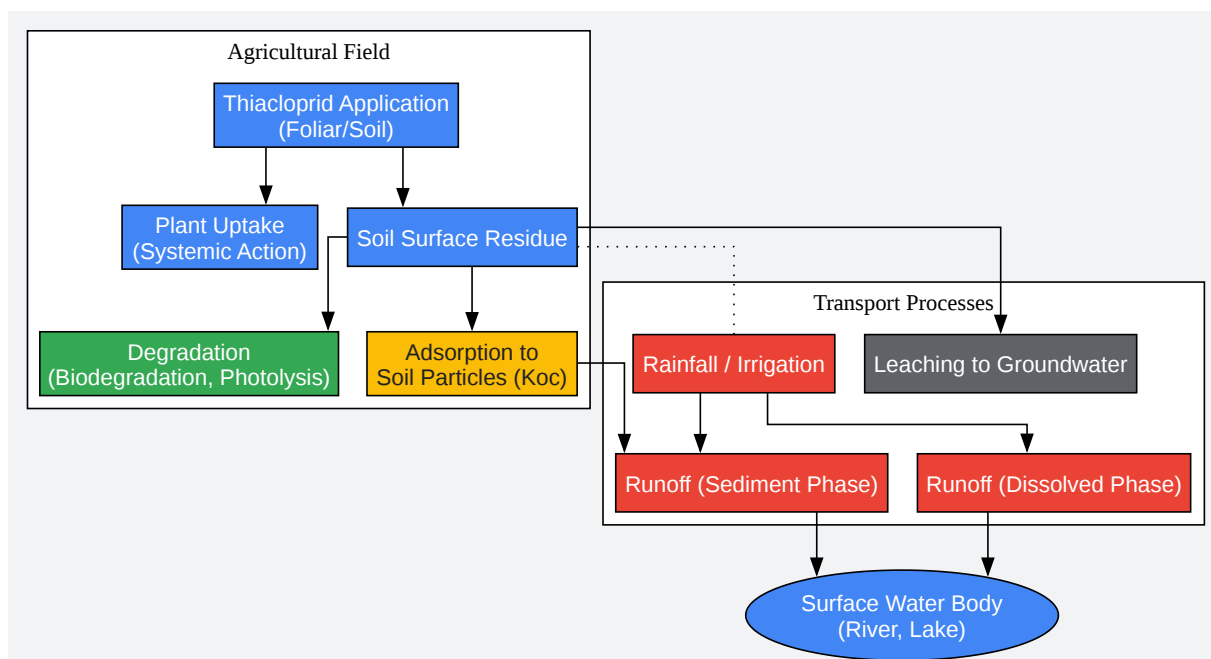 Agricultural Field
Thiacloprid Application
(Foliar/Soil)
Plant Uptake
(Systemic Action)
Soil Surface Residue
Degradation
(Biodegradation, Photolysis)
Adsorption to
Soil Particles (Koc)
Transport Processes
Rainfall / Irrigation
Leaching to Groundwater
Runoff (Sediment Phase)
Runoff (Dissolved Phase)
Surface Water Body
(River, Lake)